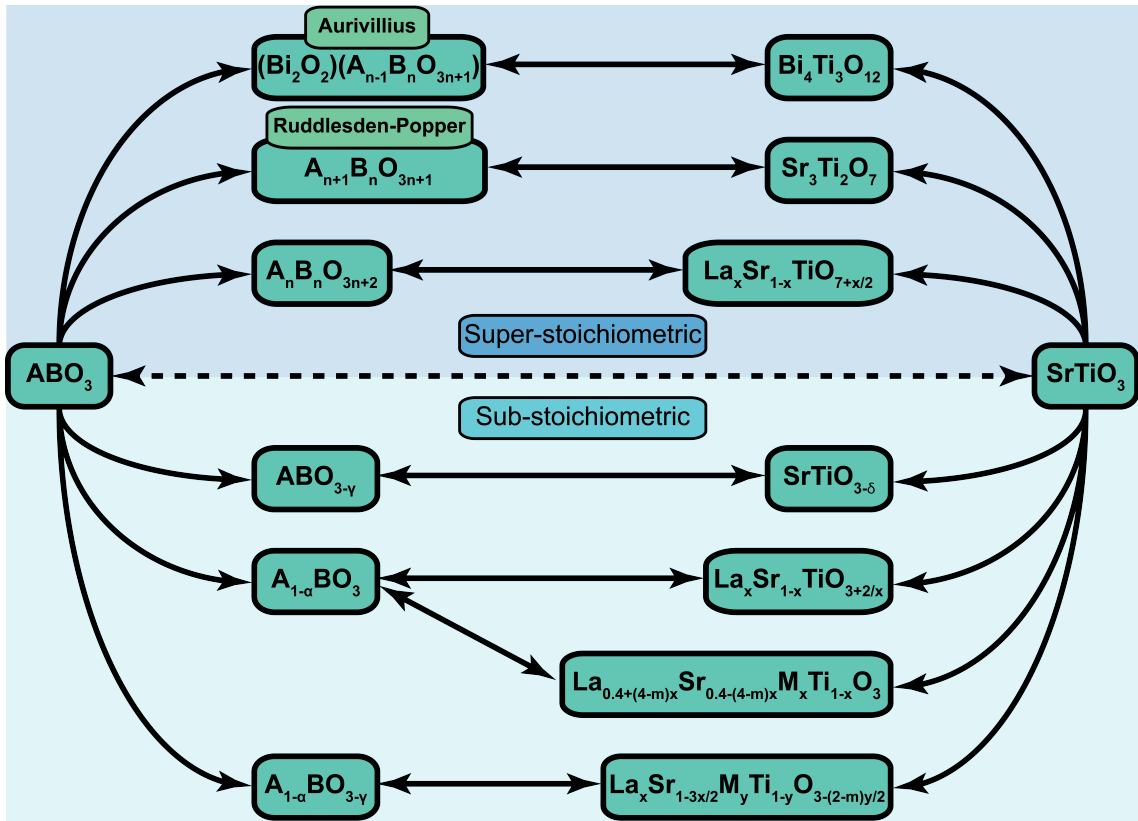 Aurivillius
(Bi₂O₂)(Aₙ₋₁BₙO₃ₙ₊₁)
Bi₄Ti₃O₁₂
Ruddlesden-Popper
Aₙ₊₁BₙO₃ₙ₊₁
Sr₃Ti₂O₇
AₙBₙO₃ₙ₊₂
LaₓSr₁₋ₓTiO₇₊ₓ/₂
Super-stoichiometric
ABO₃
SrTiO₃
Sub-stoichiometric
ABO₃₋ᵧ
SrTiO₃₋δ
A₁₋αBO₃
LaₓSr₁₋ₓTiO₃₊₂/ₓ
La₀.₄₊₍₄₋ₘ₎ₓSr₀.₄₋₍₄₋ₘ₎ₓMₓTi₁₋ₓO₃
A₁₋αBO₃₋ᵧ
LaₓSr₁₋₃ₓ/₂MyTi₁₋yO₃₋₍₂₋ₘ₎y/₂